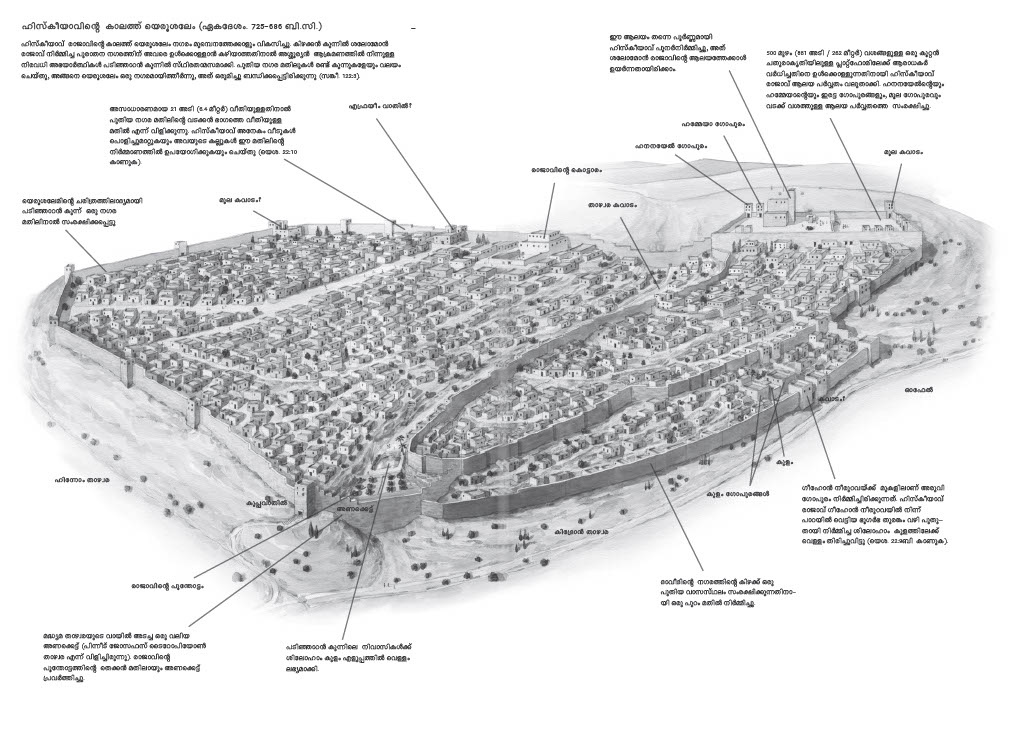 ഹിസ്കീയാവിന്റെ കാലത്ത് യെരുശലേം (ഏകദേശം. 725-686 ബി.സി.)
ഹിസ്കീയാവ് രാജാവിന്റെ കാലത്ത് യെരുശലേം നഗരം മുമ്പെന്നത്തേക്കാളും വികസിച്ചു. കിഴക്കൻ കുന്നിൽ ശലോമോൻ
രാജാവ് നിർമ്മിച്ച പുരാതന നഗരത്തിന് അവരെ ഉൾക്കൊള്ളാൻ കഴിയാത്തതിനാൽ അശ്ശൂര്യൻ ആക്രമണത്തിൽ നിന്നുള്ള
നിരവധി അഭയാർത്ഥികൾ പടിഞ്ഞാറൻ കുന്നിൽ സ്ഥിരതാമസമാക്കി. പുതിയ നഗര മതിലുകൾ രണ്ട് കുന്നുകളേയും വലയം
ചെയ്തു, അങ്ങനെ യെരുശലേം ഒരു നഗരമായിത്തീർന്നു, അത് ഒരുമിച്ചു ബന്ധിക്കപ്പെട്ടിരിക്കുന്നു (സങ്കീ. 122:3).
ഈ ആലയം തന്നെ പൂർണ്ണമായി
ഹിസ്കീയാവ് പുനർനിർമ്മിച്ചു, അത്
ശലോമോൻ രാജാവിന്റെ ആലയത്തേക്കാൾ
ഉയർന്നതായിരിക്കാം.
500 മുഴം (861 അടി / 262 മീറ്റർ) വശങ്ങളുള്ള ഒരു കൂറ്റൻ
ചതുരാകൃതിയിലുള്ള പ്ലാറ്റ്ഫോമിലേക്ക് ആരാധകർ
വർധിച്ചതിനെ ഉൾക്കൊള്ളുന്നതിനായി ഹിസ്കീയാവ്
രാജാവ് ആലയ പർവ്വതം വലുതാക്കി. ഹനനയേലിന്റെയും
ഹമ്മേയാന്റെയും ഇരട്ട ഗോപുരങ്ങളും, മൂല ഗോപുരവും
വടക്ക് വശത്തുള്ള ആലയ പർവ്വതത്തെ സംരക്ഷിച്ചു.
അസാധാരണമായ 21 അടി (6.4 മീറ്റർ) വീതിയുള്ളതിനാൽ
പുതിയ നഗര മതിലിന്റെ വടക്കൻ ഭാഗത്തെ വീതിയുള്ള
മതിൽ എന്ന് വിളിക്കുന്നു. ഹിസ്കീയാവ് അനേകം വീടുകൾ
പൊളിച്ചുമാറ്റുകയും അവയുടെ കല്ലുകൾ ഈ മതിലിന്റെ
നിർമ്മാണത്തിൽ ഉപയോഗിക്കുകയും ചെയ്തു (യെശ. 22:10
കാണുക).
എഫ്രയീം വാതിൽ?
ഹമ്മേയാ ഗോപുരം
ഹനനയേൽ ഗോപുരം
മൂല കവാടം
രാജാവിന്റെ കൊട്ടാരം
താഴ്വര കവാടം
യെരുശലേമിന്റെ ചരിത്രത്തിലാദ്യമായി
പടിഞ്ഞാറൻ കുന്ന് ഒരു നഗര
മതിലിനാൽ സംരക്ഷിക്കപ്പെട്ടു
മൂല കവാടം?
ഓഫേൽ
കവാടം?
കുളം
കുളം ഗോപുരങ്ങൾ
ഹിന്നോം താഴ്വര
കുപ്പവാതിൽ
അണക്കെട്ട്
കിദ്രോൻ താഴ്വര
ഗീഹോൻ നീരുറവയ്ക്ക് മുകളിലാണ് അരുവി
ഗോപുരം നിർമ്മിച്ചിരിക്കുന്നത്. ഹിസ്കീയാവ്
രാജാവ് ഗീഹോൻ നീരുറവയിൽ നിന്ന്
പാറയിൽ വെട്ടിയ ഭൂഗർഭ തുരങ്കം വഴി പുതു-
തായി നിർമ്മിച്ച ശിലോഹാം കുളത്തിലേക്ക്
വെള്ളം തിരിച്ചുവിട്ടു (യെശ. 22:9ബി കാണുക).
രാജാവിന്റെ പൂന്തോട്ടം
ദാവീദിന്റെ നഗരത്തിന്റെ കിഴക്ക് ഒരു
പുതിയ വാസസ്ഥലം സംരക്ഷിക്കുന്നതിനാ-
യി ഒരു പുറം മതിൽ നിർമ്മിച്ചു.
മദ്ധ്യമ താഴ്വരയുടെ വായിൽ അടച്ച ഒരു വലിയ
അണക്കെട്ട് (പിന്നീട് ജോസഫസ് ടൈറോപിയോൺ
താഴ്വര എന്ന് വിളിച്ചിരുന്നു). രാജാവിന്റെ
പൂന്തോട്ടത്തിന്റെ തെക്കൻ മതിലായും അണക്കെട്ട്
പ്രവർത്തിച്ചു.
പടിഞ്ഞാറൻ കുന്നിലെ നിവാസികൾക്ക്
ശിലോഹാം കുളം എളുപ്പത്തിൽ വെള്ളം
ലഭ്യമാക്കി.